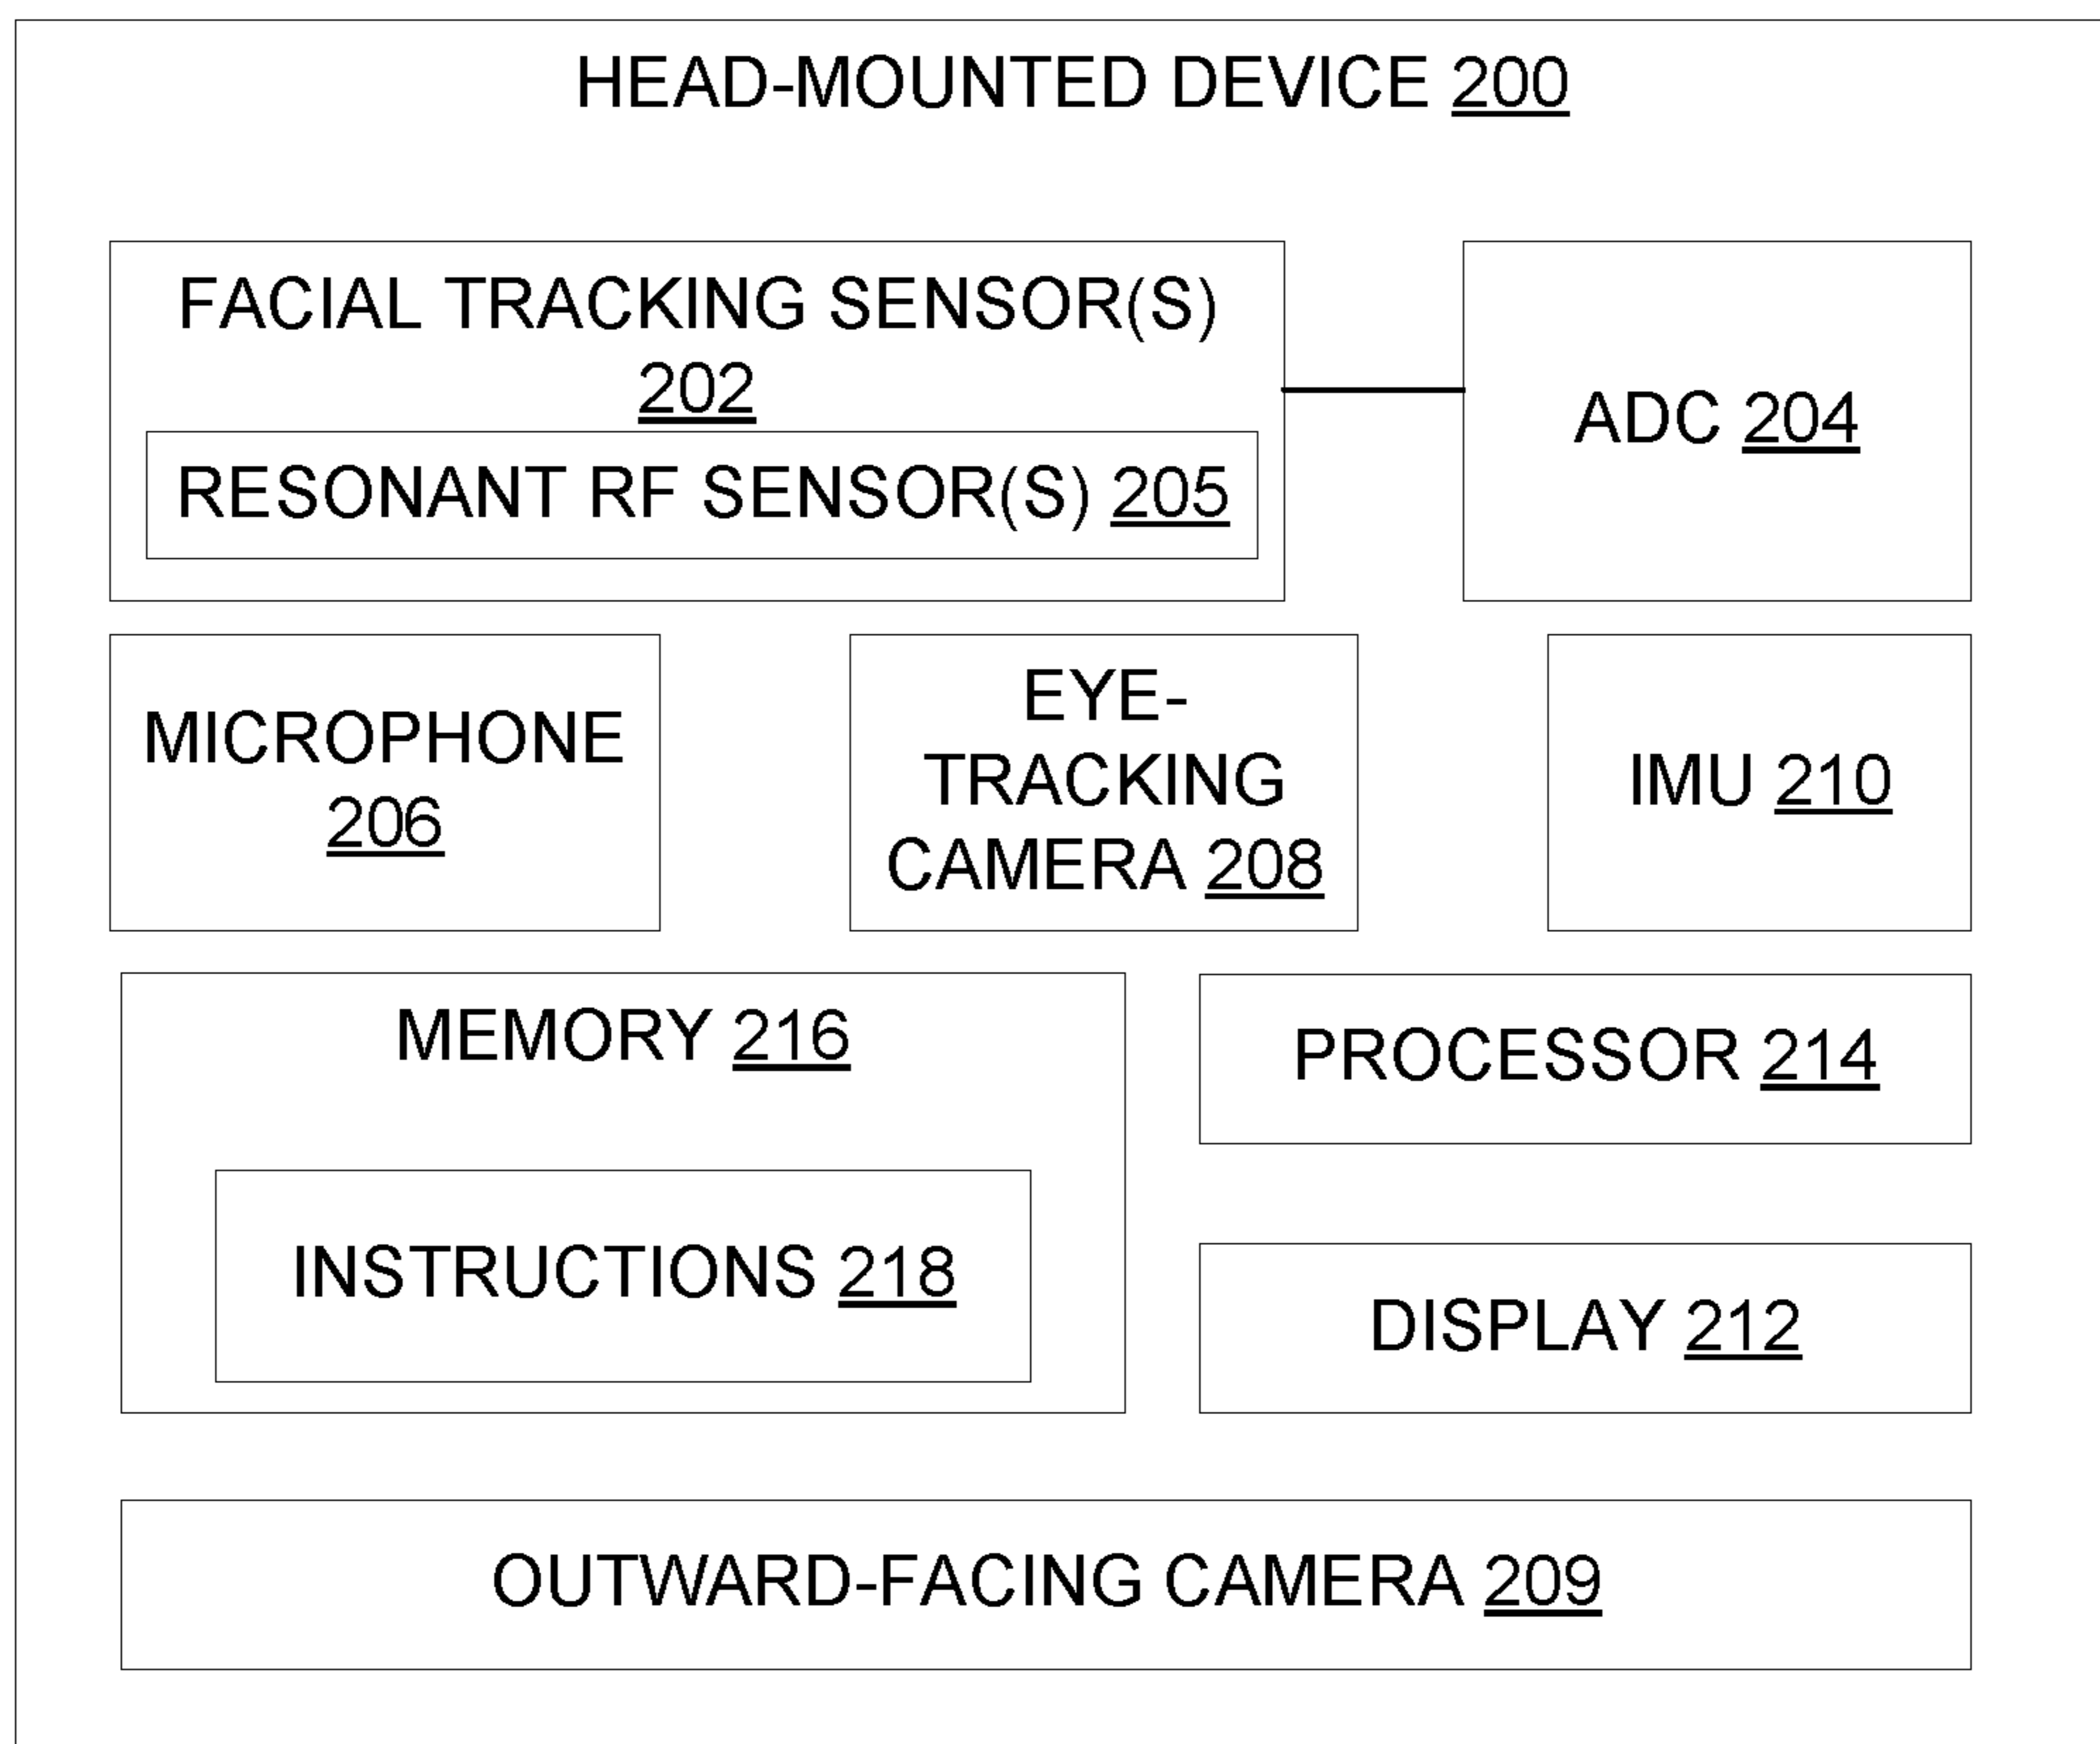 HEAD-MOUNTED DEVICE 200
FACIAL TRACKING SENSOR(S)
202
RESONANT RF SENSOR(S) 205
ADC 204
MICROPHONE
206
EYE-
TRACKING
CAMERA 208
IMU 210
MEMORY 216
INSTRUCTIONS 218
PROCESSOR 214
DISPLAY 212
OUTWARD-FACING CAMERA 209